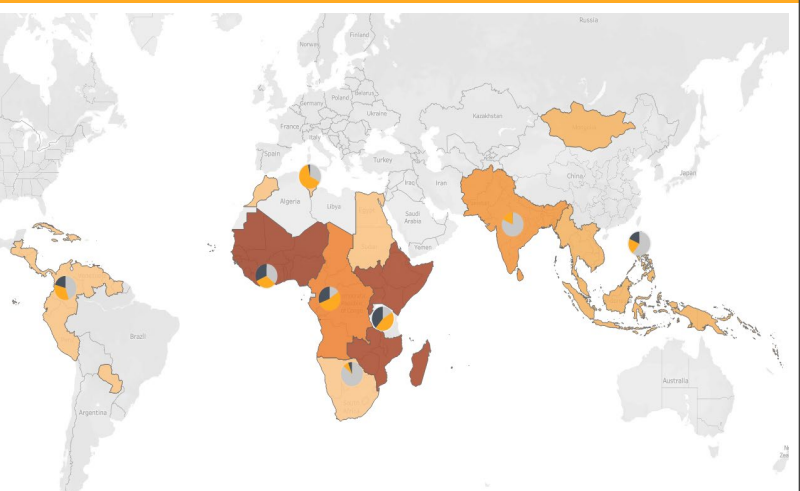 Russia
Finland
Norway
Poland
Belarus
Germany
Ukraine
France
Kazakhstan
Italy
Spain
Turkey
China
Japan
Iraq
Iran
Algeria
Libya
Saudi
Arabia
Yemen
Brazil
Australia
Argentina